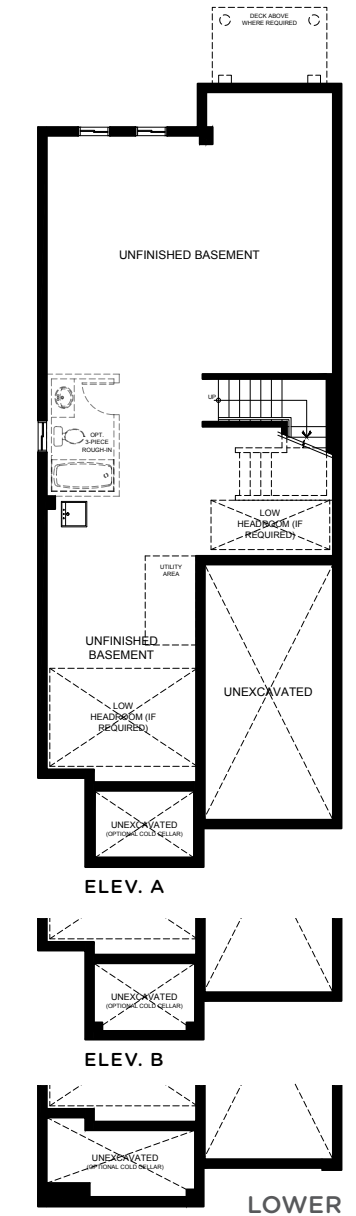 DECK ABOVE
WHERE REQUIRED
UNFINISHED BASEMENT
UP
OPT.
3-PIECE
ROUGH-IN
LOW
HEADROOM (IF
REQUIRED)
UTILITY
AREA
UNFINISHED
BASEMENT
UNEXCAVATED
LOW
HEADROOM (IF
REQUIRED)
UNEXCAVATED
(OPTIONAL COLD CELLAR)
ELEV. A
UNEXCAVATED
(OPTIONAL COLD CELLAR)
ELEV. B
UNEXCAVATED
(OPTIONAL COLD CELLAR)
LOWER